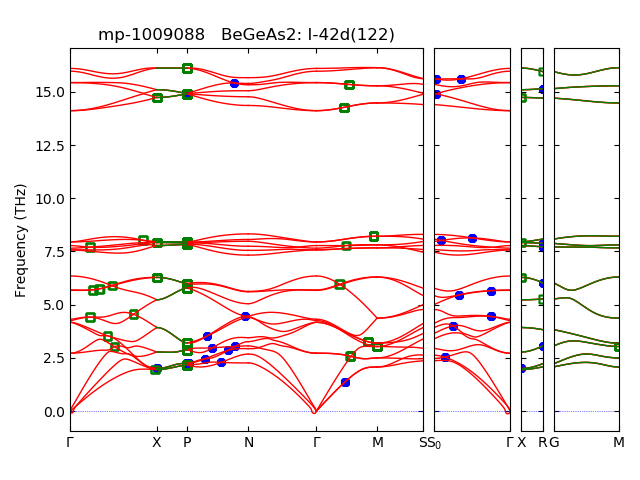 mp-1009088   BeGeAs2: I-42d(122)
Frequency (THz)
15.0
12.5
10.0
7.5
5.0
2.5
0.0
Γ X P N Γ M S S₀ Γ X R G M